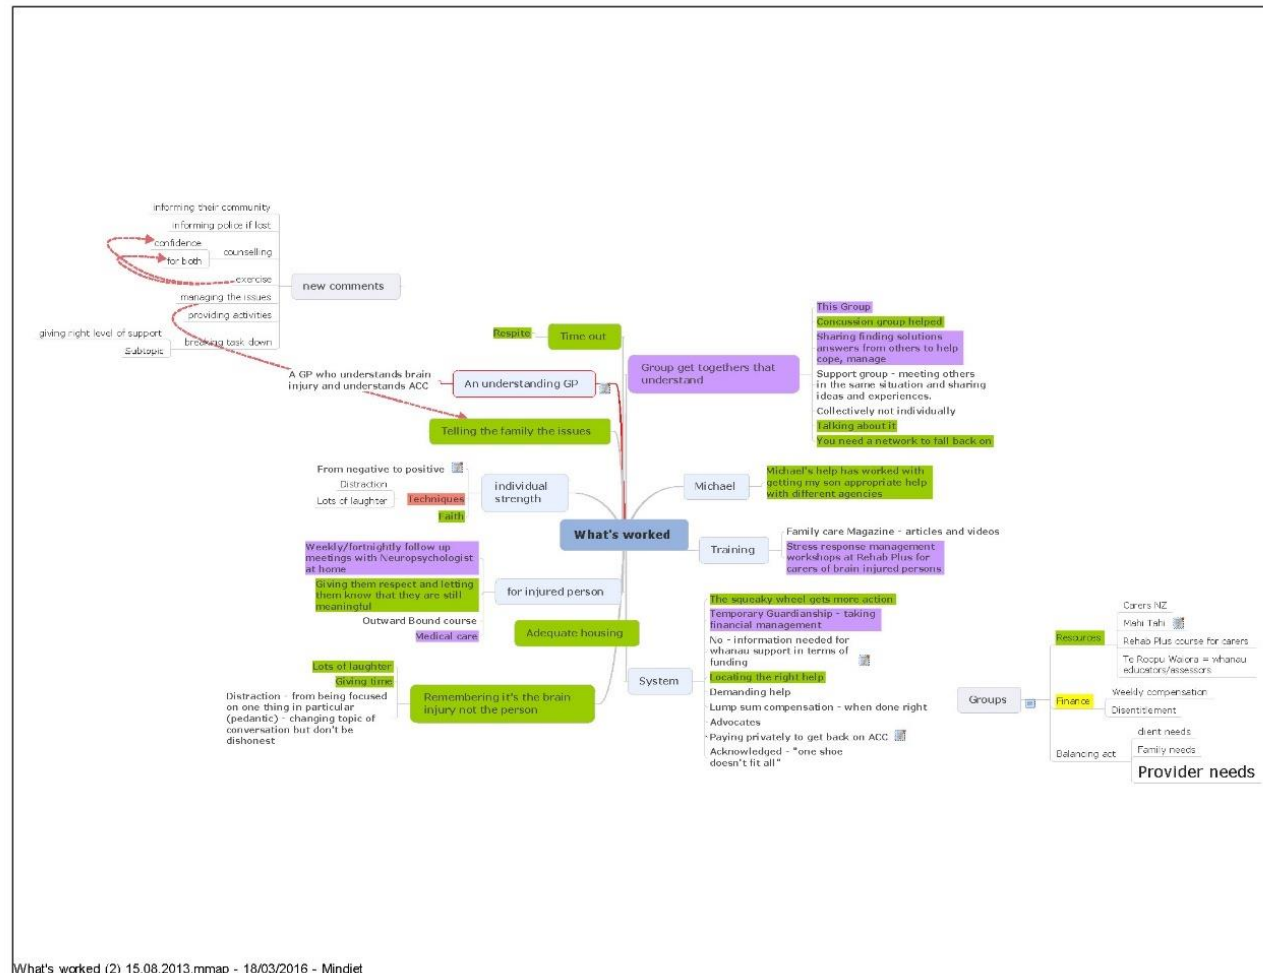 informing their community
informing police if lost
confidence
for both
counselling
exercise
managing the issues
providing activities
giving right level of support
Subtopic
breaking task down
new comments
Respite
Time out
A GP who understands brain
injury and understands ACC
An understanding GP
Telling the family the issues
From negative to positive
Distraction
Lots of laughter
Techniques
Faith
individual
strength
What's worked
Weekly/fortnightly follow up
meetings with Neuropsychologist
at home
Giving them respect and letting
them know that they are still
meaningful
Outward Bound course
Medical care
for injured person
Adequate housing
Lots of laughter
Giving time
Distraction - from being focused
on one thing in particular
(pedantic) - changing topic of
conversation but don't be
dishonest
Remembering it's the brain
injury not the person
Group get togethers that
understand
This Group
Concussion group helped
Sharing finding solutions
answers from others to help
cope, manage
Support group - meeting others
in the same situation and sharing
ideas and experiences.
Collectively not individually
Talking about it
You need a network to fall back on
Michael
Michael's help has worked with
getting my son appropriate help
with different agencies
Training
Family care Magazine - articles and videos
Stress response management
workshops at Rehab Plus for
carers of brain injured persons
System
The squeaky wheel gets more action
Temporary Guardianship - taking
financial management
No - information needed for
whanau support in terms of
funding
Locating the right help
Demanding help
Lump sum compensation - when done right
Advocates
Paying privately to get back on ACC
Acknowledged - "one shoe
doesn't fit all"
Groups
Resources
Carers NZ
Mahi Tahi
Rehab Plus course for carers
Te Roopu Waiora = whanau
educators/assessors
Finance
Weekly compensation
Disentitlement
Balancing act
client needs
Family needs
Provider needs
What's worked (2) 15.08.2013.mmap - 18/03/2016 - Mindjet